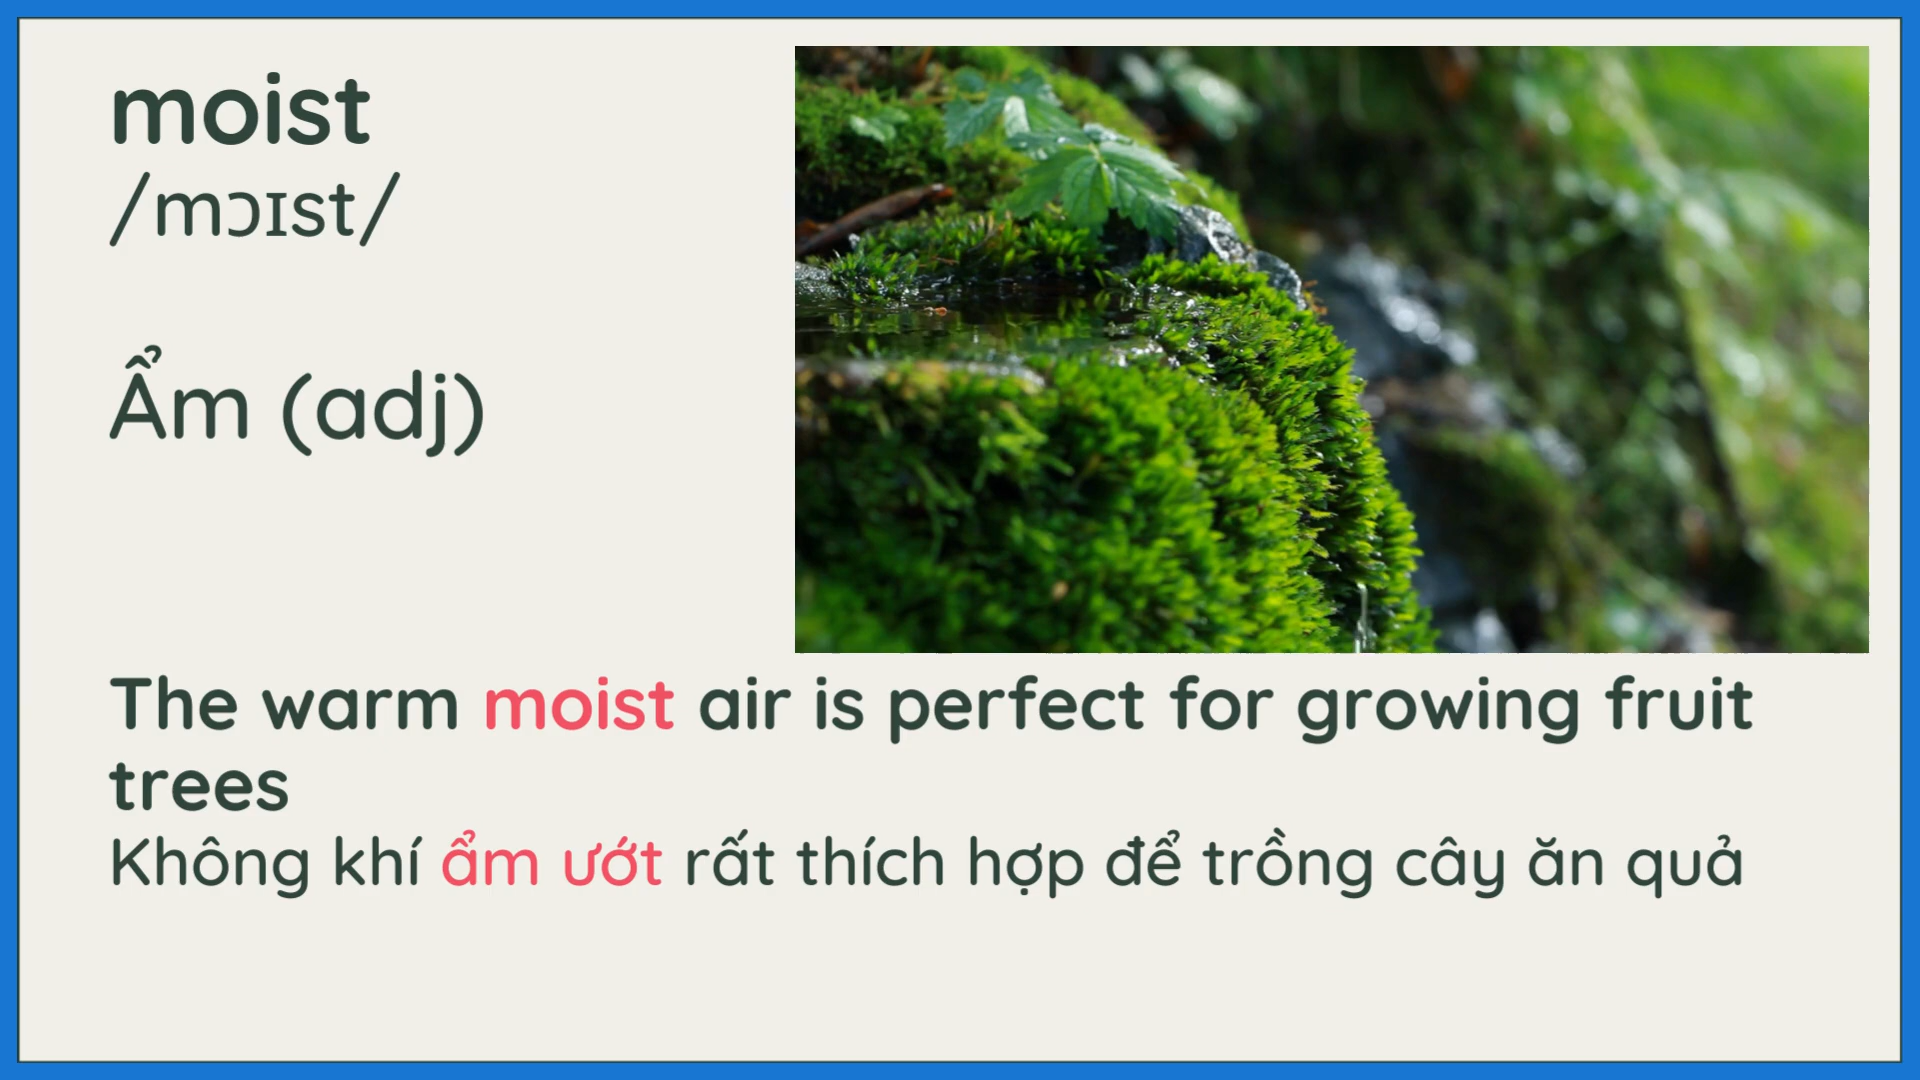 moist
/mɔɪst/
Ẩm (adj)
The warm moist air is perfect for growing fruit
trees
Không khí ẩm ướt rất thích hợp để trồng cây ăn quả